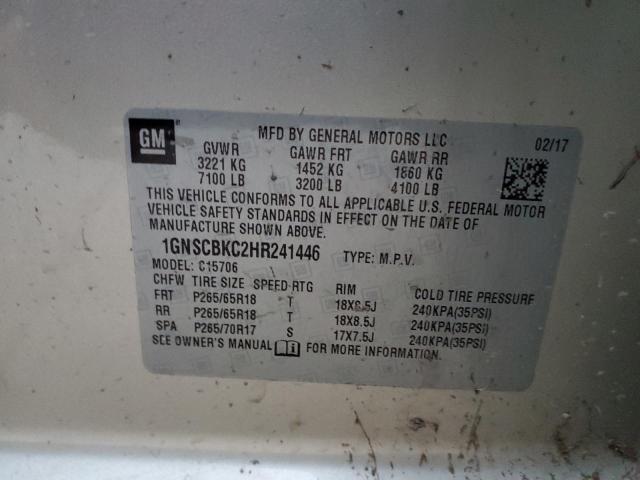 GM
MFD BY GENERAL MOTORS LLC 02/17
GVWR GAWR FRT GAWR RR
3221 KG 1452 KG 1860 KG
7100 LB 3200 LB 4100 LB
THIS VEHICLE CONFORMS TO ALL APPLICABLE U.S. FEDERAL MOTOR
VEHICLE SAFETY STANDARDS IN EFFECT ON THE DATE OF
MANUFACTURE SHOWN ABOVE.
1GNSCBKC2HR241446 TYPE: M.P.V.
MODEL: C15706
CHFW TIRE SIZE SPEED RTG RIM COLD TIRE PRESSURE
FRT P265/65R18 T 18X8.5J 240KPA(35PSI)
RR P265/65R18 T 18X8.5J 240KPA(35PSI)
SPA P265/70R17 S 17X7.5J 240KPA(35PSI)
SEE OWNER'S MANUAL FOR MORE INFORMATION.